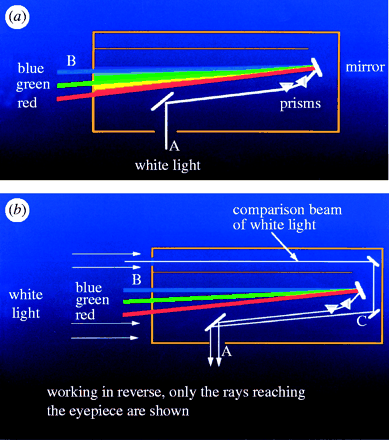 (a)
B
blue
green
red
mirror
prisms
A
white light
(b)
comparison beam
of white light
B
white
light
blue
green
red
C
A
working in reverse, only the rays reaching
the eyepiece are shown